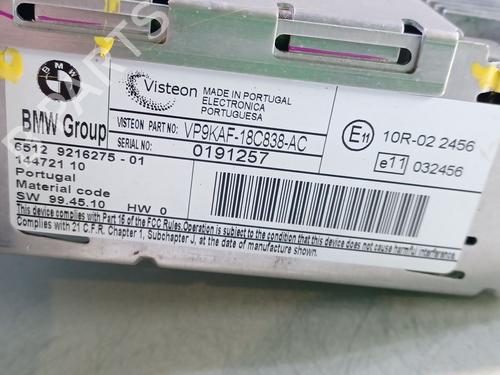 BMW
Visteon
MADE IN PORTUGAL
ELECTRONICA
PORTUGUESA
BMW Group
VISTEON PART NO: VP9KAF-18C838-AC
SERIAL NO: 0191257
E11 10R-02 2456
e11 032456
6512 9216275 - 01
144721 10
Portugal
Material code
SW 99.45.10 HW 0
This device complies with Part 16 of the FCC Rules.Operation is subject to the condition that this device does not cause harmful interference.
Complies with 21 C.F.R. Chapter 1, Subchapter J, at the date of manufacture shown.
PARTS